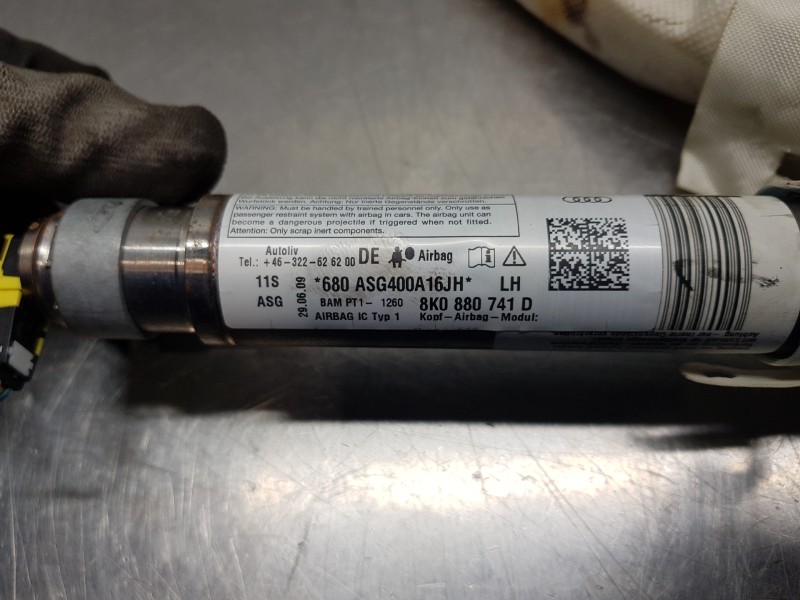 Wurfstück werden. Achtung: Nur inerte Gegenstände verschrotten.
WARNING: Must be handled by trained personnel only. Only use as
passenger restraint system with airbag in cars. The airbag unit can
become a dangerous projectile if triggered when not fitted.
Attention: Only scrap inert components.
Autoliv
Tel.: +46-322-62 62 00 DE Airbag
11S *680 ASG400A16JH* LH
ASG 29.06.09 BAM PT1- 1260 8K0 880 741 D
AIRBAG IC Typ 1 Kopf-Airbag-Modul: